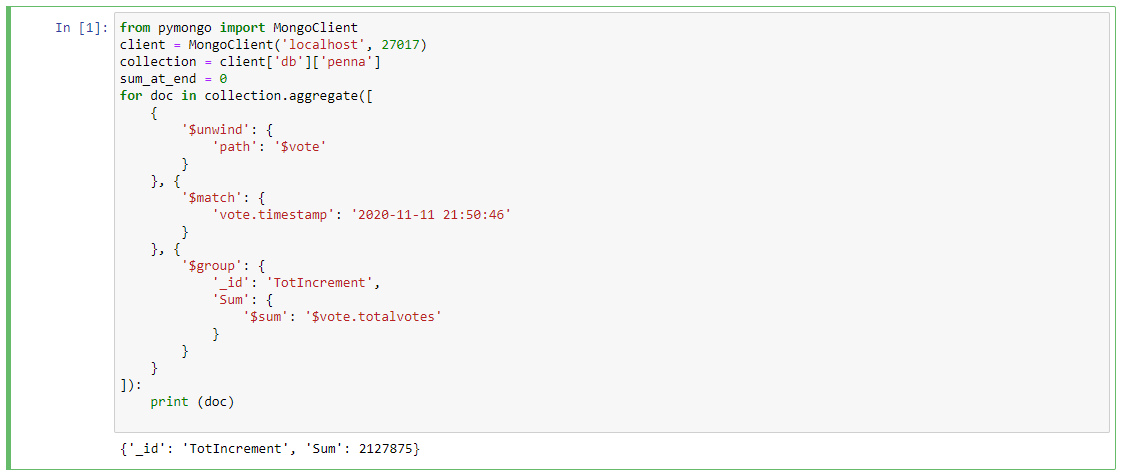 In [1]: from pymongo import MongoClient
client = MongoClient('localhost', 27017)
collection = client['db']['penna']
sum_at_end = 0
for doc in collection.aggregate([
    {
        '$unwind': {
            'path': '$vote'
        }
    }, {
        '$match': {
            'vote.timestamp': '2020-11-11 21:50:46'
        }
    }, {
        '$group': {
            '_id': 'TotIncrement',
            'Sum': {
                '$sum': '$vote.totalvotes'
            }
        }
    }
]):
    print (doc)
{'_id': 'TotIncrement', 'Sum': 2127875}